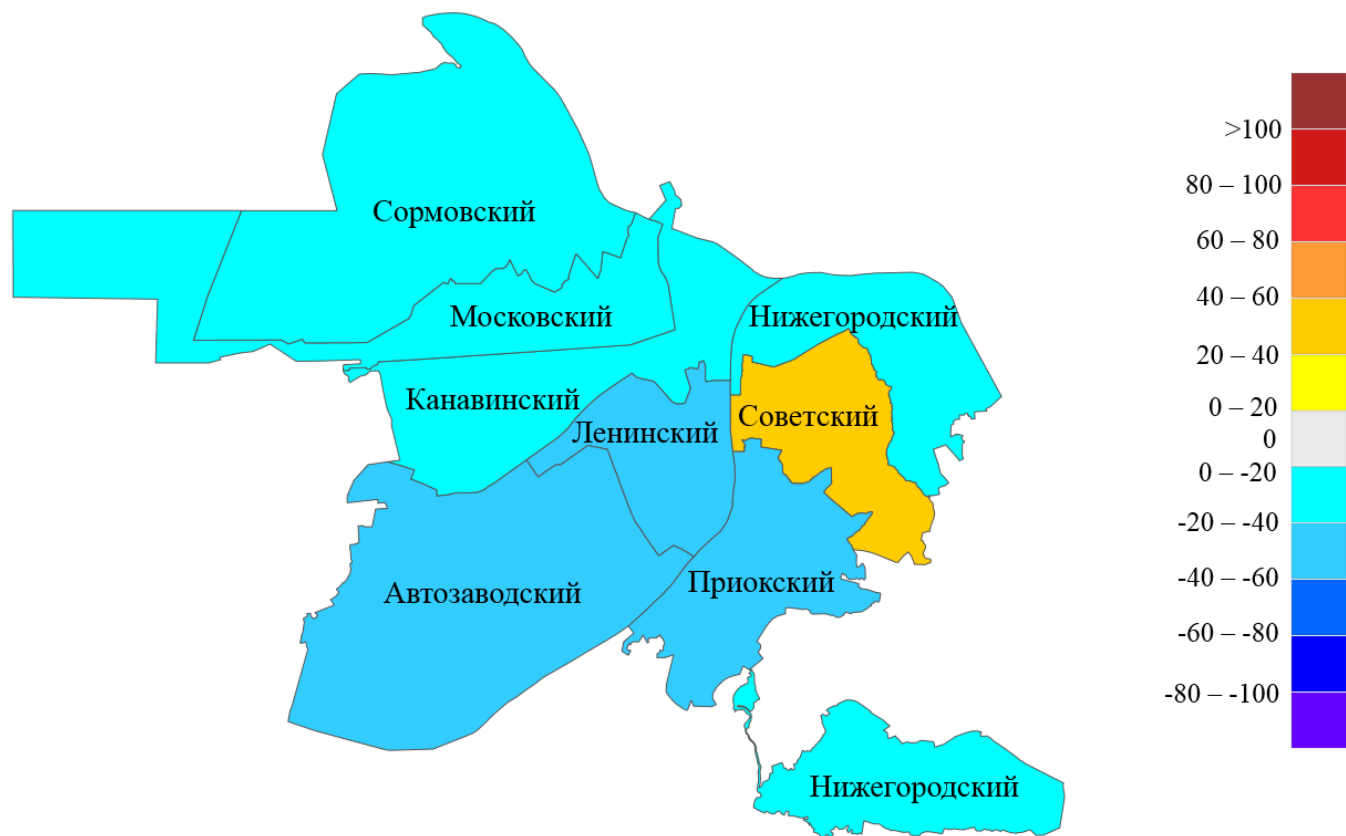 Сормовский
Московский
Нижегородский
Канавинский
Ленинский
Советский
Автозаводский
Приокский
Нижегородский
>100
80 – 100
60 – 80
40 – 60
20 – 40
0 – 20
0
0 – -20
-20 – -40
-40 – -60
-60 – -80
-80 – -100